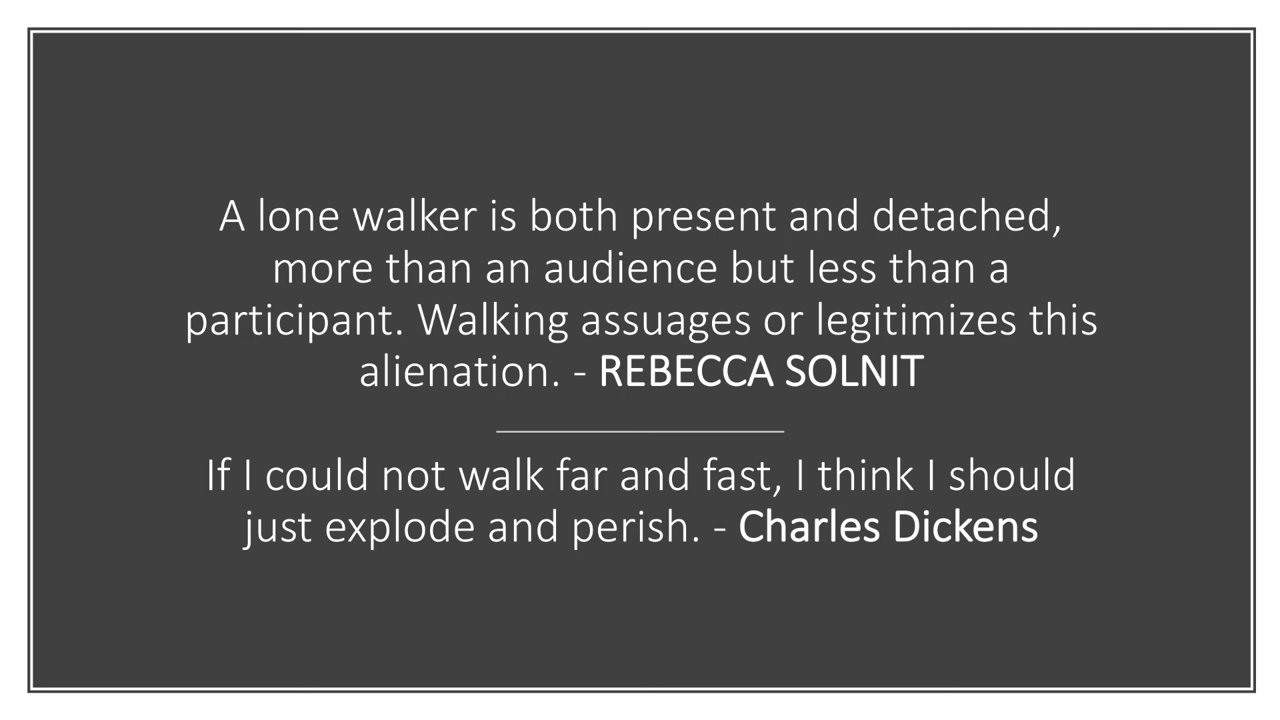 A lone walker is both present and detached,
more than an audience but less than a
participant. Walking assuages or legitimizes this
alienation. - REBECCA SOLNIT
If I could not walk far and fast, I think I should
just explode and perish. - Charles Dickens